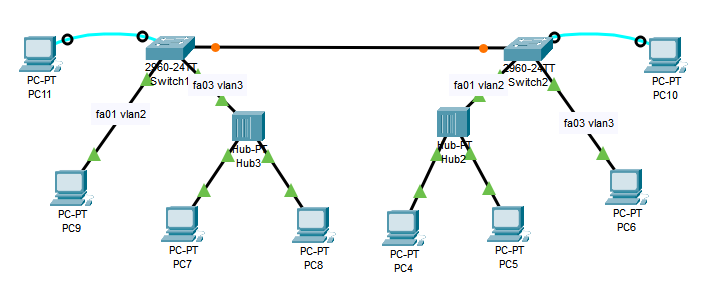 PC-PT
PC11
2960-24TT
Switch1
fa03 vlan3
fa01 vlan2
Hub-PT
Hub3
PC-PT
PC9
PC-PT
PC7
PC-PT
PC8
2960-24TT
Switch2
PC-PT
PC10
fa01 vlan2
fa03 vlan3
Hub-PT
Hub2
PC-PT
PC4
PC-PT
PC5
PC-PT
PC6